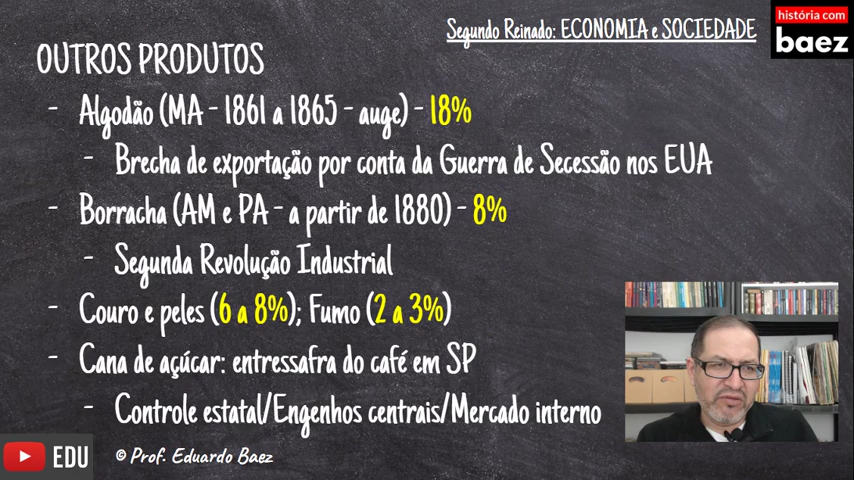 Segundo Reinado: ECONOMIA e SOCIEDADE
história com
baez
OUTROS PRODUTOS
- Algodão (MA - 1861 a 1865 - auge) - 18%
- Brecha de exportação por conta da Guerra de Secessão nos EUA
- Borracha (AM e PA - a partir de 1880) - 8%
- Segunda Revolução Industrial
- Couro e peles (6 a 8%); Fumo (2 a 3%)
- Cana de açúcar: entressafra do café em SP
- Controle estatal/Engenhos centrais/Mercado interno
EDU
© Prof. Eduardo Baez